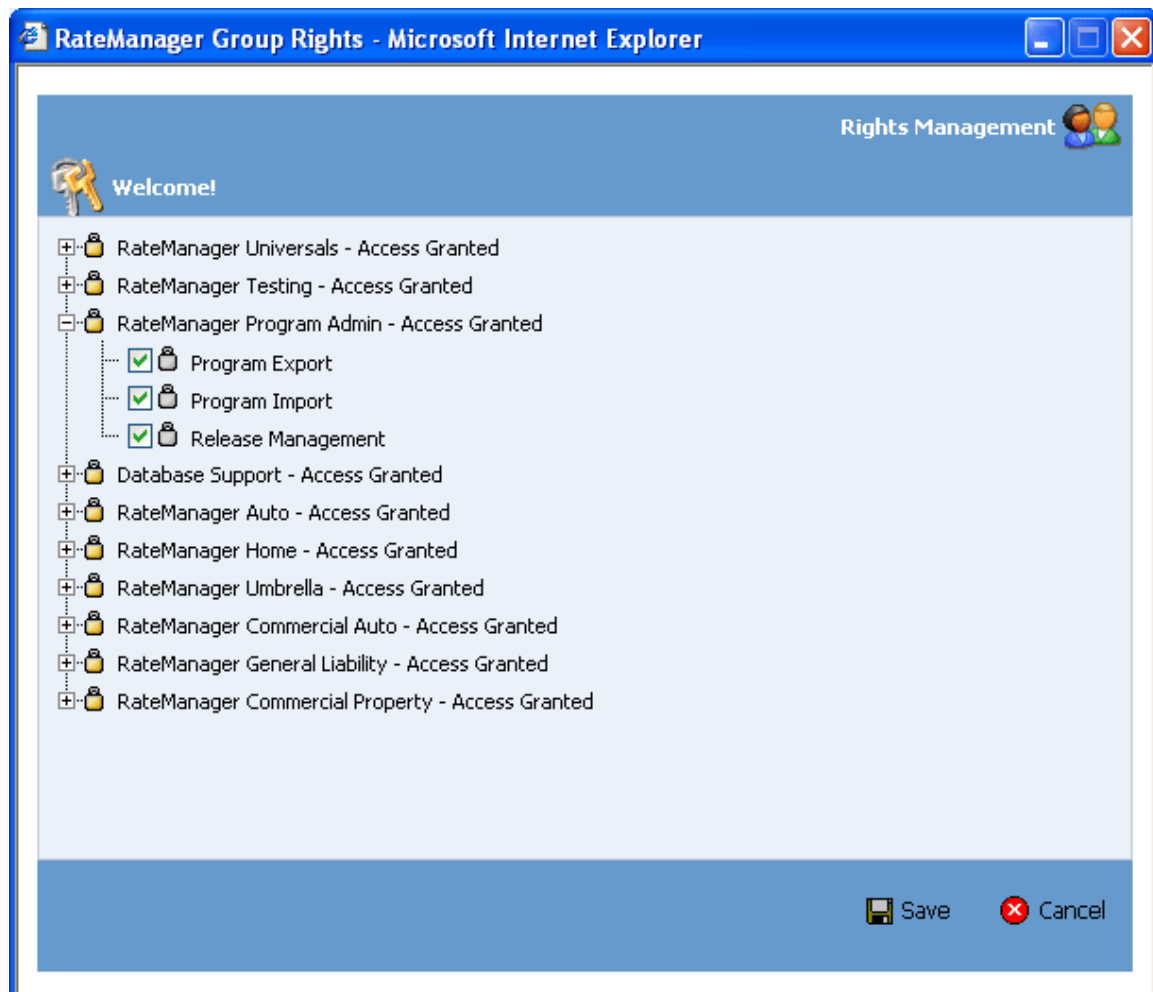 RateManager Group Rights - Microsoft Internet Explorer
Rights Management
Welcome!
RateManager Universals - Access Granted
RateManager Testing - Access Granted
RateManager Program Admin - Access Granted
Program Export
Program Import
Release Management
Database Support - Access Granted
RateManager Auto - Access Granted
RateManager Home - Access Granted
RateManager Umbrella - Access Granted
RateManager Commercial Auto - Access Granted
RateManager General Liability - Access Granted
RateManager Commercial Property - Access Granted
Save Cancel